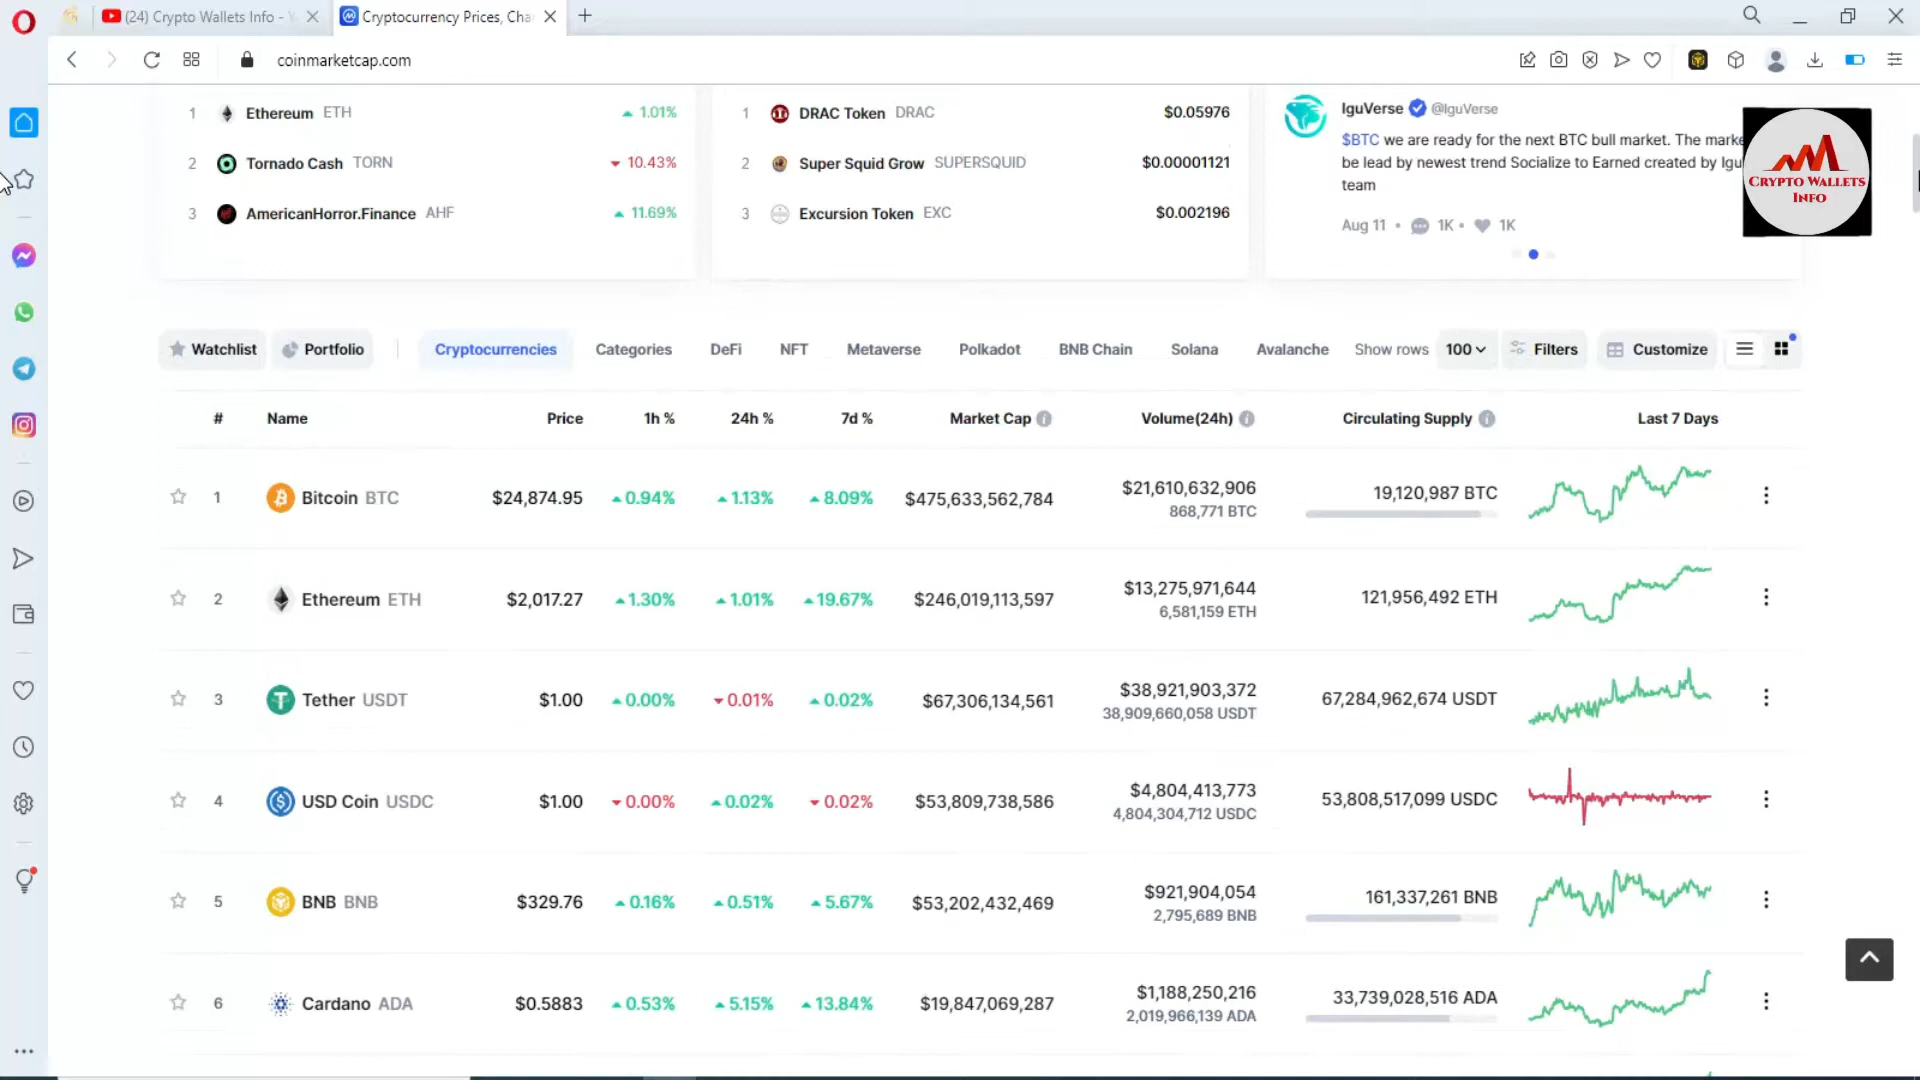 (24) Crypto Wallets Info -
Cryptocurrency Prices, Cha
coinmarketcap.com
1 Ethereum ETH 1.01%
2 Tornado Cash TORN 10.43%
3 AmericanHorror.Finance AHF 11.69%
1 DRAC Token DRAC $0.05976
2 Super Squid Grow SUPERSQUID $0.00001121
3 Excursion Token EXC $0.002196
IguVerse @IguVerse
$BTC we are ready for the next BTC bull market. The marke
be lead by newest trend Socialize to Earned created by Igu
team
Aug 11 • 1K • 1K
CRYPTO WALLETS
INFO
Watchlist Portfolio Cryptocurrencies Categories DeFi NFT Metaverse Polkadot BNB Chain Solana Avalanche Show rows 100 Filters Customize
# Name Price 1h % 24h % 7d % Market Cap Volume(24h) Circulating Supply Last 7 Days
1 Bitcoin BTC $24,874.95 0.94% 1.13% 8.09% $475,633,562,784 $21,610,632,906 19,120,987 BTC
868,771 BTC
2 Ethereum ETH $2,017.27 1.30% 1.01% 19.67% $246,019,113,597 $13,275,971,644 121,956,492 ETH
6,581,159 ETH
3 Tether USDT $1.00 0.00% 0.01% 0.02% $67,306,134,561 $38,921,903,372 67,284,962,674 USDT
38,909,660,058 USDT
4 USD Coin USDC $1.00 0.00% 0.02% 0.02% $53,809,738,586 $4,804,413,773 53,808,517,099 USDC
4,804,304,712 USDC
5 BNB BNB $329.76 0.16% 0.51% 5.67% $53,202,432,469 $921,904,054 161,337,261 BNB
2,795,689 BNB
6 Cardano ADA $0.5883 0.53% 5.15% 13.84% $19,847,069,287 $1,188,250,216 33,739,028,516 ADA
2,019,966,139 ADA